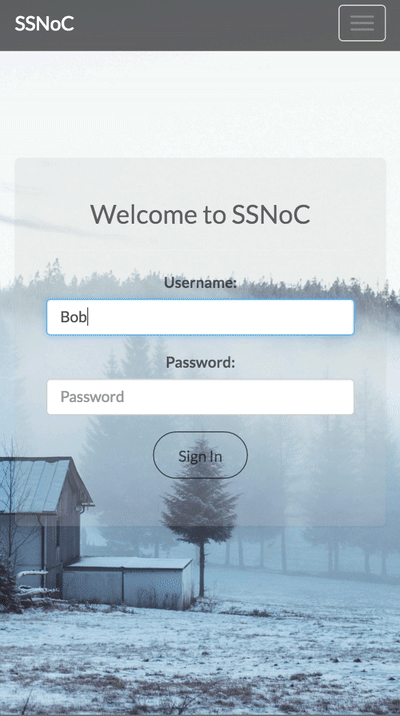 SSNoC
Welcome to SSNoC
Username:
Bob
Password:
Password
Sign In